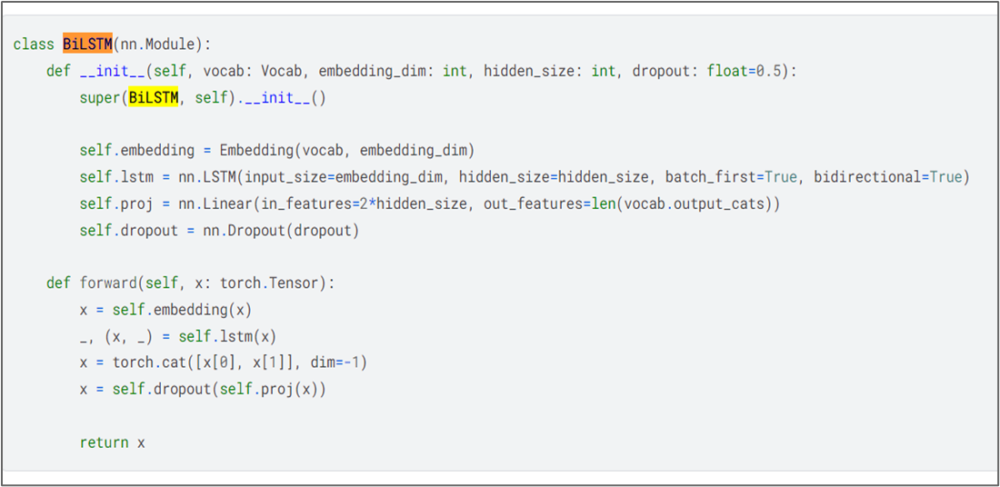 class BiLSTM(nn.Module):
    def __init__(self, vocab: Vocab, embedding_dim: int, hidden_size: int, dropout: float=0.5):
        super(BiLSTM, self).__init__()

        self.embedding = Embedding(vocab, embedding_dim)
        self.lstm = nn.LSTM(input_size=embedding_dim, hidden_size=hidden_size, batch_first=True, bidirectional=True)
        self.proj = nn.Linear(in_features=2*hidden_size, out_features=len(vocab.output_cats))
        self.dropout = nn.Dropout(dropout)

    def forward(self, x: torch.Tensor):
        x = self.embedding(x)
        _, (x, _) = self.lstm(x)
        x = torch.cat([x[0], x[1]], dim=-1)
        x = self.dropout(self.proj(x))

        return x